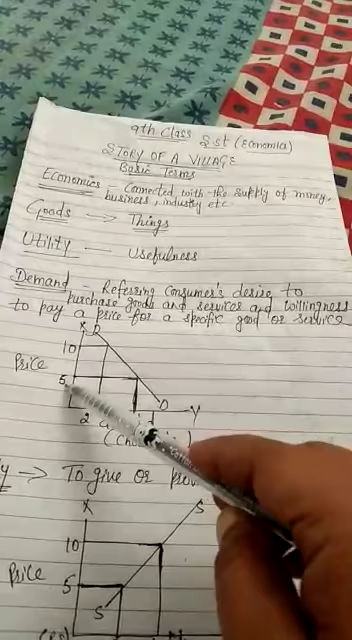 9th Class SSt (Economics)
STORY OF A VILLAGE
Basic Terms
Economics - Connected with the supply of money,
business, industry etc
Goods → Things
Utility - Usefulness
Demand - Referring Consumer's desire to
purchase goods and services and willingness
to pay a price for a specific good or service
X D
10
Price
5
D
Y
2
y → To give or prov
X S
10
Price
5
S